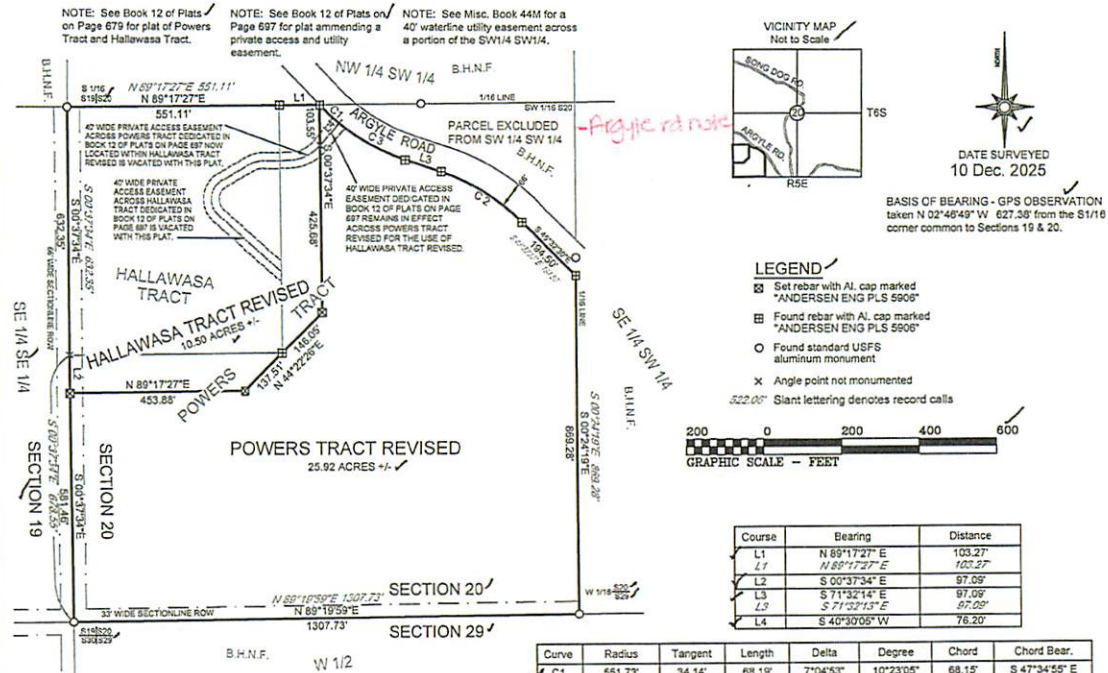 NOTE: See Book 12 of Plats
on Page 679 for plat of Powers
Tract and Hallawasa Tract.
NOTE: See Book 12 of Plats on
Page 697 for plat ammending a
private access and utility
easement.
NOTE: See Misc. Book 44M for a
40' waterline utility easement across
a portion of the SW1/4 SW1/4.
B.H.N.F.
S 1/16
S19|S20
N 89°17'27"E 551.11'
N 89°17'27"E
551.11'
L1
NW 1/4 SW 1/4
B.H.N.F.
1/16 LINE
SW 1/16 S20
40' WIDE PRIVATE ACCESS EASEMENT
ACROSS POWERS TRACT DEDICATED IN
BOOK 12 OF PLATS ON PAGE 697 NOW
LOCATED WITHIN HALLAWASA TRACT
REVISED IS VACATED WITH THIS PLAT.
40' WIDE PRIVATE
ACCESS EASEMENT
ACROSS HALLAWASA
TRACT DEDICATED IN
BOOK 12 OF PLATS ON
PAGE 697 IS VACATED
WITH THIS PLAT.
103.55'
S 00°37'34"E
425.68'
C1
ARGYLE ROAD
C3
L3
C2
PARCEL EXCLUDED
FROM SW 1/4 SW 1/4
-Argyle rd note
B.H.N.F.
66'
40' WIDE PRIVATE ACCESS
EASEMENT DEDICATED IN
BOOK 12 OF PLATS ON PAGE
697 REMAINS IN EFFECT
ACROSS POWERS TRACT
REVISED FOR THE USE OF
HALLAWASA TRACT REVISED.
194.50'
S 00°37'34"E
632.35'
S 00°37'34"E 632.35'
66' WIDE SECTIONLINE ROW
HALLAWASA
TRACT
HALLAWASA TRACT REVISED
10.50 ACRES +/-
POWERS TRACT
146.05'
137.51'
N 44°22'26"E
SE 1/4 SE 1/4
L2
N 89°17'27"E
453.88'
1/16 LINE
SE 1/4 SW 1/4
B.H.N.F.
S 00°24'19"E 869.28'
S 00°24'19"E
869.28'
POWERS TRACT REVISED
25.92 ACRES +/-
SECTION 19
S 00°37'34"E 678.55'
581.46'
S 00°37'34"E
SECTION 20
SECTION 20
N 89°19'59"E 1307.73'
33' WIDE SECTIONLINE ROW
N 89°19'59"E
1307.73'
SECTION 29
W 1/16 S20
S29
S19|S20
S30|S29
B.H.N.F.
W 1/2
VICINITY MAP
Not to Scale
SONG DOG RD.
20
T6S
ARGYLE RD.
R5E
NORTH
DATE SURVEYED
10 Dec. 2025
BASIS OF BEARING - GPS OBSERVATION
taken N 02°46'49" W 627.38' from the S1/16
corner common to Sections 19 & 20.
LEGEND
Set rebar with Al. cap marked
"ANDERSEN ENG PLS 5906"
Found rebar with Al. cap marked
"ANDERSEN ENG PLS 5906"
Found standard USFS
aluminum monument
× Angle point not monumented
522.06' Slant lettering denotes record calls
200 0 200 400 600
GRAPHIC SCALE – FEET
Course Bearing Distance
L1 N 89°17'27" E 103.27'
L1 N 89°17'27" E 103.27'
L2 S 00°37'34" E 97.09'
L3 S 71°32'14" E 97.09'
L3 S 71°32'13" E 97.09'
L4 S 40°30'05" W 76.20'
Curve Radius Tangent Length Delta Degree Chord Chord Bear.
C1 551.73' 34.14' 68.19' 7°04'53" 10°23'05" 68.15' S 47°34'55" E